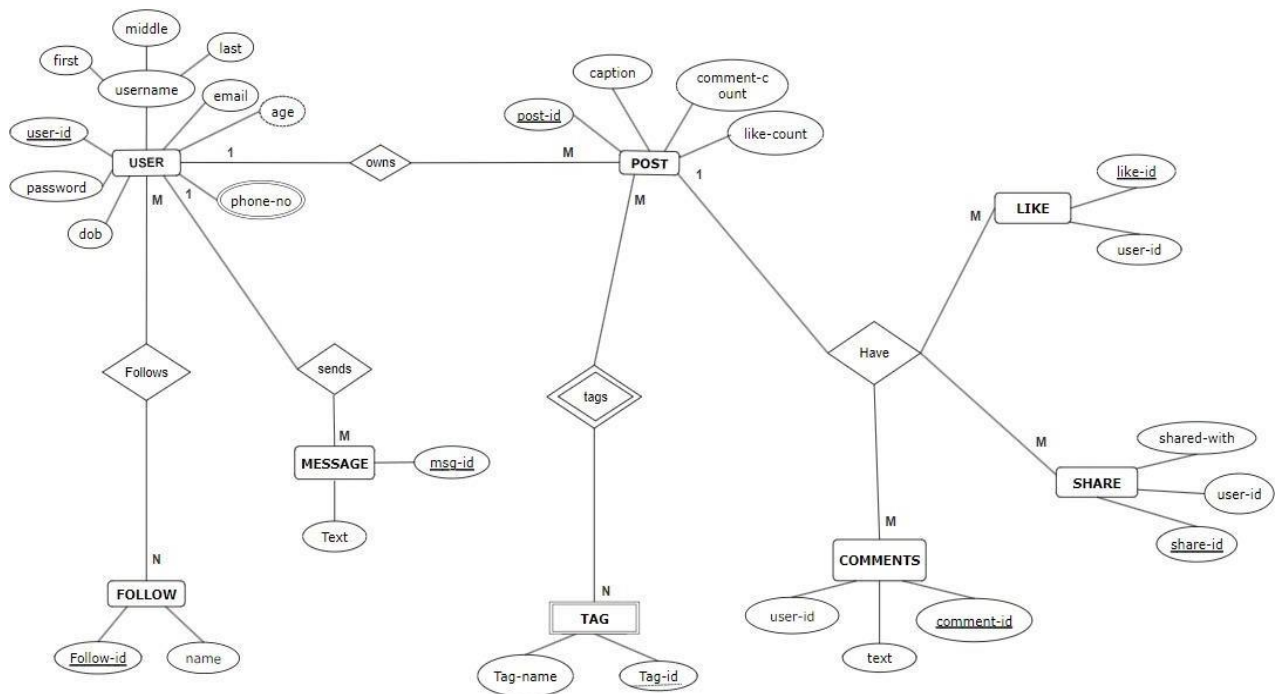 middle
first
last
username
email
age
user-id
USER
password
dob
phone-no
1
owns
M
caption
comment-c
ount
post-id
like-count
POST
M
1
M
1
like-id
LIKE
M
user-id
Have
Follows
sends
tags
M
MESSAGE
msg-id
Text
shared-with
M
SHARE
user-id
share-id
M
COMMENTS
user-id
comment-id
text
N
FOLLOW
Follow-id
name
N
TAG
Tag-name
Tag-id